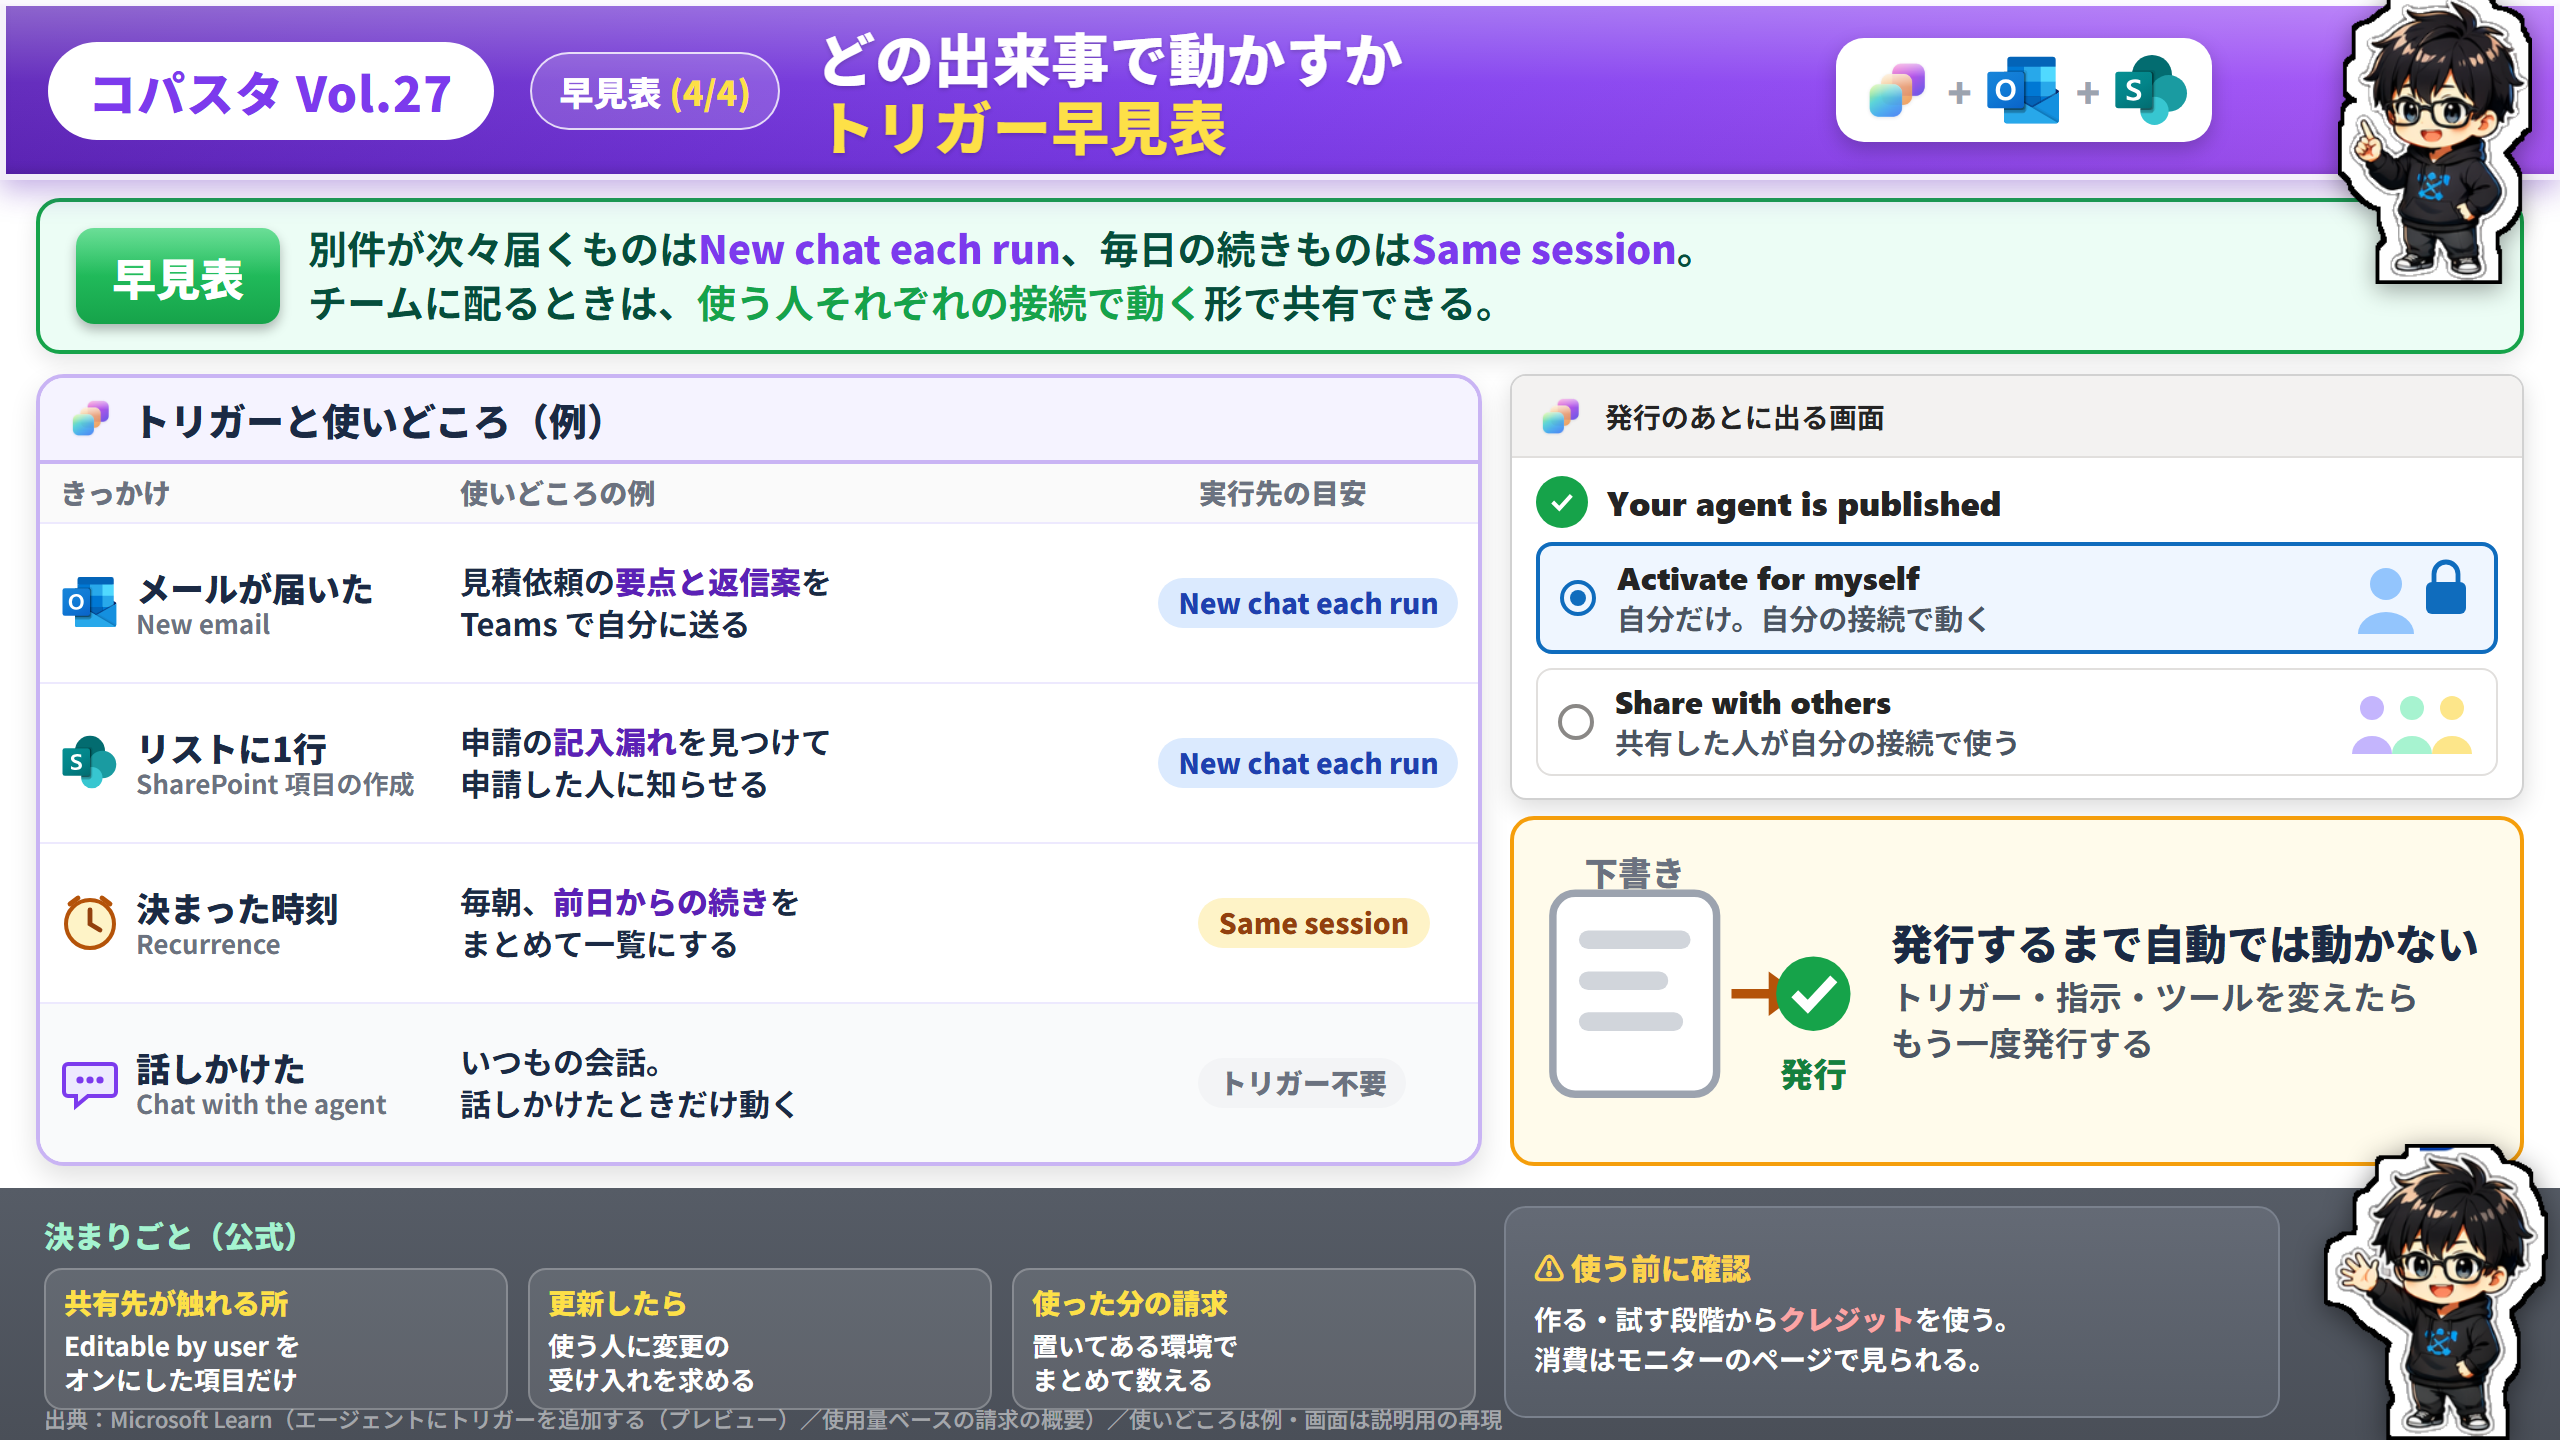 コパスタ Vol.27
早見表 (4/4)
どの出来事で動かすか
トリガー早見表
早見表
別件が次々届くものはNew chat each run、毎日の続きものはSame session。
チームに配るときは、使う人それぞれの接続で動く形で共有できる。
トリガーと使いどころ（例）
きっかけ 使いどころの例 実行先の目安
メールが届いた
New email
見積依頼の要点と返信案を
Teams で自分に送る
New chat each run
リストに1行
SharePoint 項目の作成
申請の記入漏れを見つけて
申請した人に知らせる
New chat each run
決まった時刻
Recurrence
毎朝、前日からの続きを
まとめて一覧にする
Same session
話しかけた
Chat with the agent
いつもの会話。
話しかけたときだけ動く
トリガー不要
発行のあとに出る画面
Your agent is published
Activate for myself
自分だけ。自分の接続で動く
Share with others
共有した人が自分の接続で使う
下書き
発行
発行するまで自動では動かない
トリガー・指示・ツールを変えたら
もう一度発行する
決まりごと（公式）
共有先が触れる所
Editable by user を
オンにした項目だけ
更新したら
使う人に変更の
受け入れを求める
使った分の請求
置いてある環境で
まとめて数える
⚠ 使う前に確認
作る・試す段階からクレジットを使う。
消費はモニターのページで見られる。
出典：Microsoft Learn（エージェントにトリガーを追加する（プレビュー）／使用量ベースの請求の概要）／使いどころは例・画面は説明用の再現